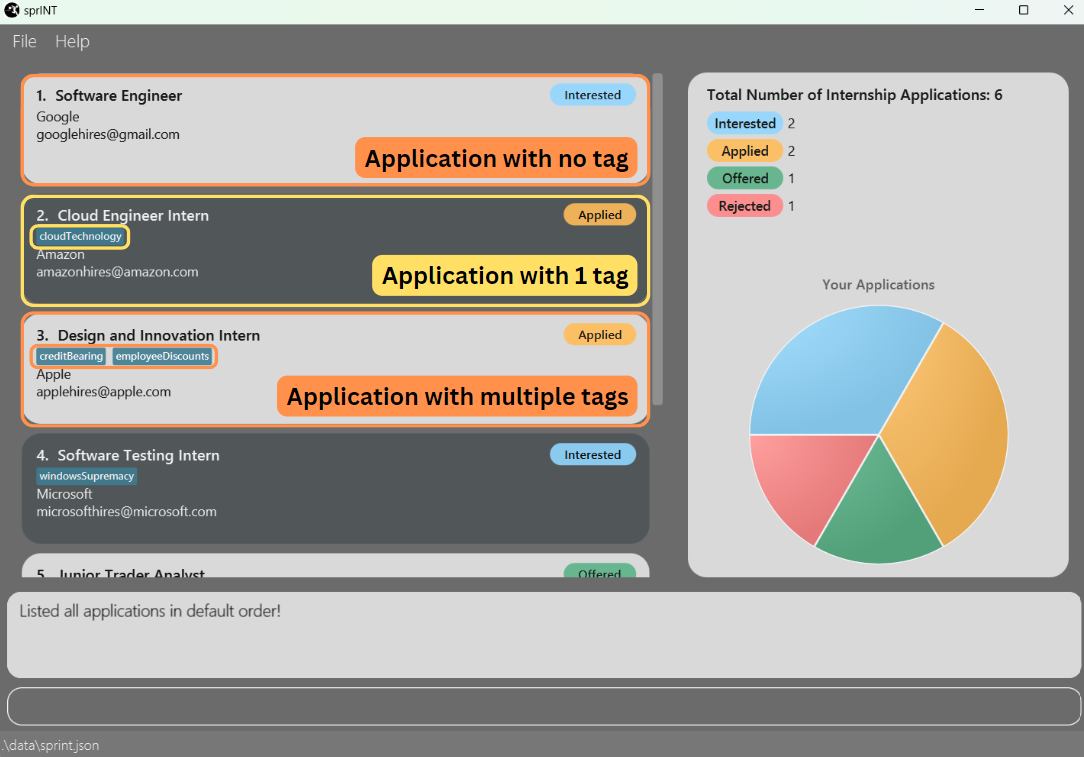 sprINT
File Help
1. Software Engineer
Interested
Google
googlehires@gmail.com
Application with no tag
2. Cloud Engineer Intern
Applied
cloudTechnology
Amazon
amazonhires@amazon.com
Application with 1 tag
3. Design and Innovation Intern
Applied
creditBearing employeeDiscounts
Apple
applehires@apple.com
Application with multiple tags
4. Software Testing Intern
Interested
windowsSupremacy
Microsoft
microsofthires@microsoft.com
5. Junior Trader Analyst
Offered
Total Number of Internship Applications: 6
Interested 2
Applied 2
Offered 1
Rejected 1
Your Applications
Listed all applications in default order!
.\data\sprint.json